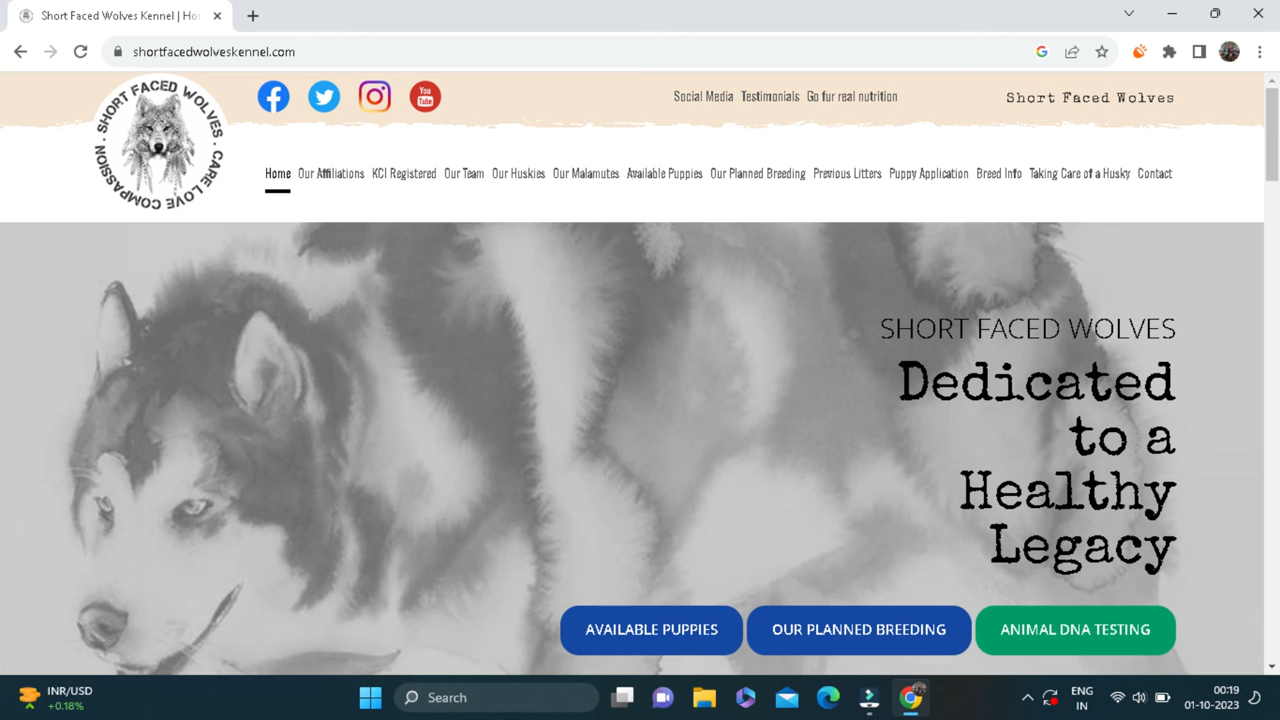 Short Faced Wolves Kennel | Ho
shortfacedwolveskennel.com
SHORT FACED WOLVES · CARE LOVE COMPASSION ·
You
Tube
Social Media Testimonials Go fur real nutrition
Short Faced Wolves
Home Our Affiliations KCI Registered Our Team Our Huskies Our Malamutes Available Puppies Our Planned Breeding Previous Litters Puppy Application Breed Info Taking Care of a Husky Contact
SHORT FACED WOLVES
Dedicated
to a
Healthy
Legacy
AVAILABLE PUPPIES OUR PLANNED BREEDING ANIMAL DNA TESTING
INR/USD
+0.18%
Search
ENG
IN
00:19
01-10-2023